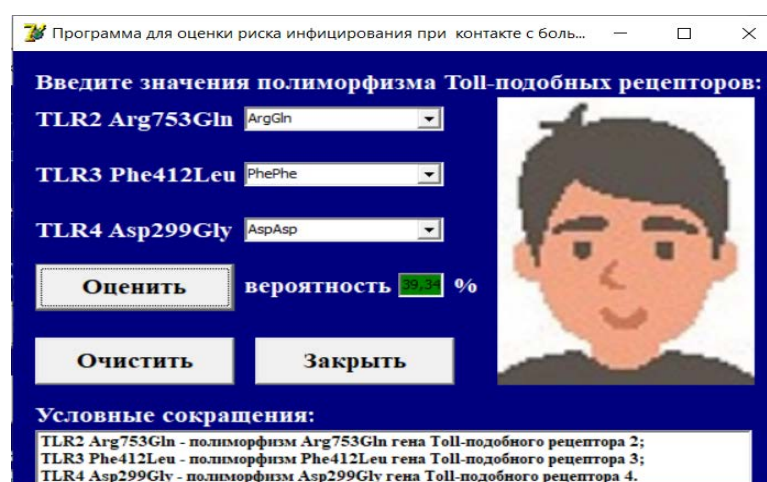 Программа для оценки риска инфицирования при контакте с боль...
Введите значения полиморфизма Toll-подобных рецепторов:
TLR2 Arg753Gln ArgGln
TLR3 Phe412Leu PhePhe
TLR4 Asp299Gly AspAsp
Оценить вероятность 39,34 %
Очистить Закрыть
Условные сокращения:
TLR2 Arg753Gln - полиморфизм Arg753Gln гена Toll-подобного рецептора 2;
TLR3 Phe412Leu - полиморфизм Phe412Leu гена Toll-подобного рецептора 3;
TLR4 Asp299Gly - полиморфизм Asp299Gly гена Toll-подобного рецептора 4.